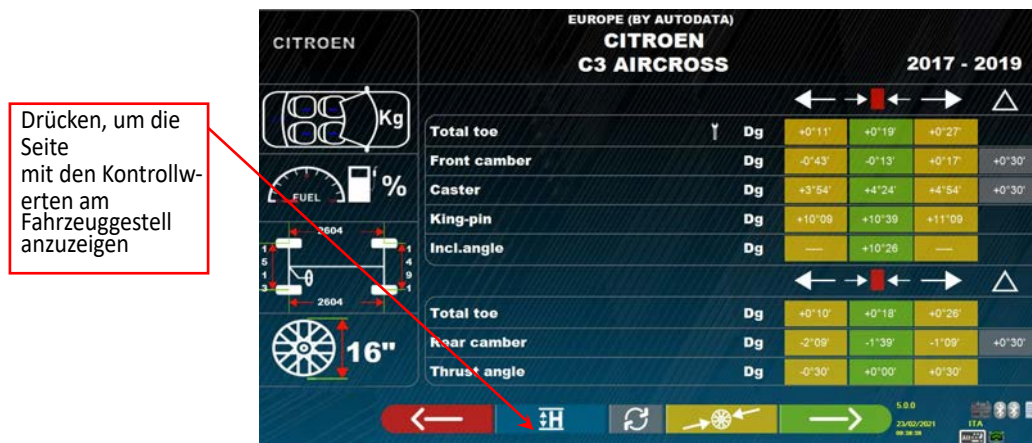 EUROPE (BY AUTODATA)
CITROEN
CITROEN
C3 AIRCROSS
2017 - 2019
Drücken, um die
Seite
mit den Kontrollw-
erten am
Fahrzeuggestell
anzuzeigen
Kg
FUEL
%
2604
1513
1491
2604
16"
Total toe Dg +0°11' +0°19' +0°27'
Front camber Dg -0°43' -0°13' +0°17' +0°30'
Caster Dg +3°54' +4°24' +4°54' +0°30'
King-pin Dg +10°09 +10°39 +11°09
Incl.angle Dg ---- +10°26 ----
Total toe Dg +0°10' +0°18' +0°26'
Rear camber Dg -2°09' -1°39' -1°09' +0°30'
Thrust angle Dg -0°30' +0°00' +0°30'
H
5.0.0
23/02/2021
ITA